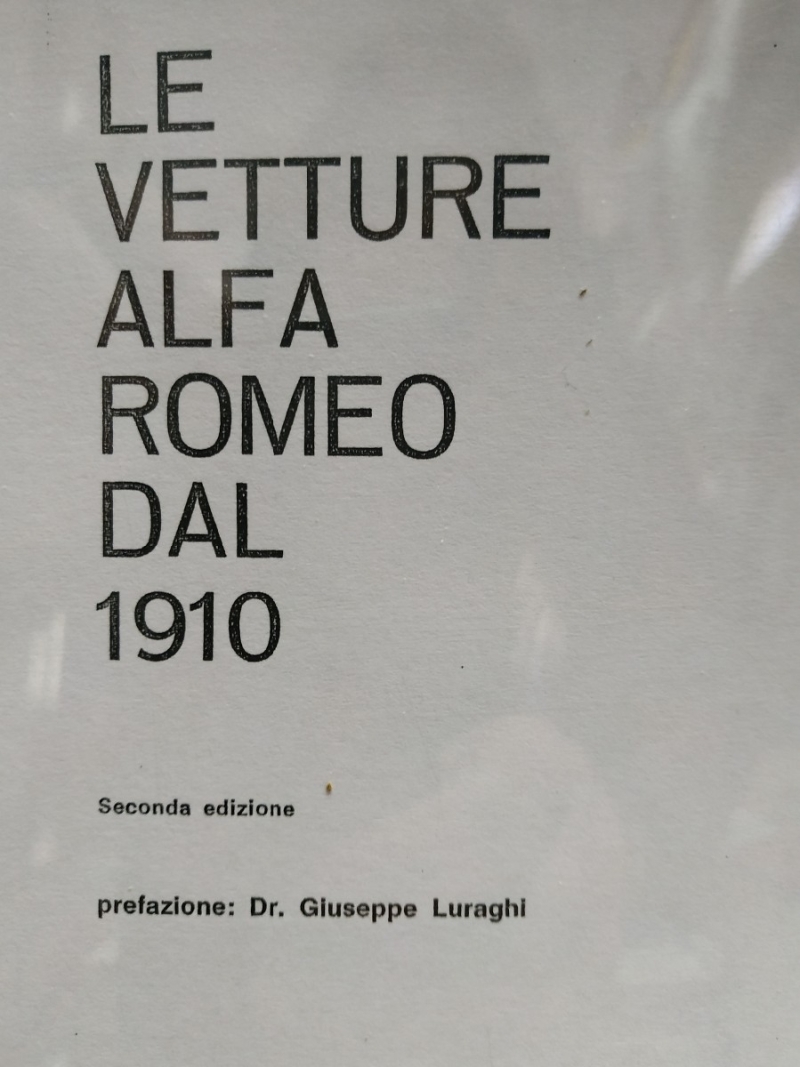 LE
VETTURE
ALFA
ROMEO
DAL
1910
Seconda edizione
prefazione: Dr. Giuseppe Luraghi